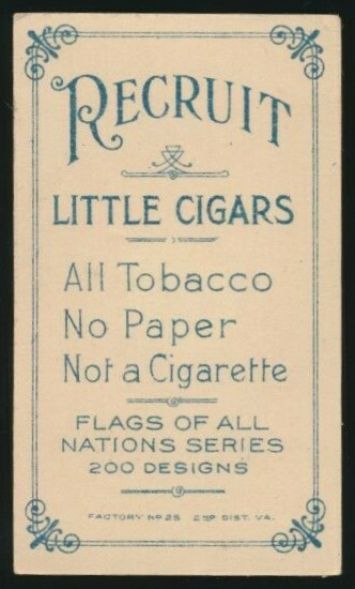 RECRUIT
LITTLE CIGARS
All Tobacco
No Paper
Not a Cigarette
FLAGS OF ALL
NATIONS SERIES
200 DESIGNS
FACTORY No 25 2ND DIST. VA.